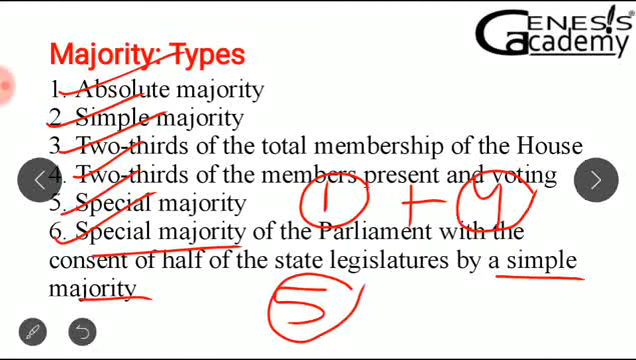 GENESIS
academy
Majority: Types
1. Absolute majority
2. Simple majority
3. Two-thirds of the total membership of the House
4. Two-thirds of the members present and voting
5. Special majority
1 + 4
6. Special majority of the Parliament with the
consent of half of the state legislatures by a simple
majority
5